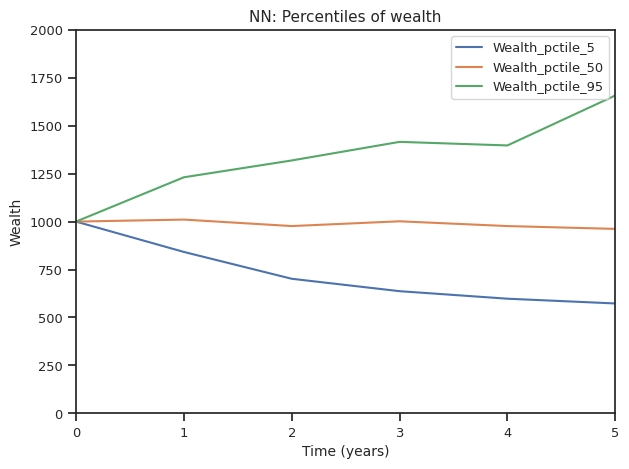 NN: Percentiles of wealth
Wealth_pctile_5
Wealth_pctile_50
Wealth_pctile_95
2000
1750
1500
1250
1000
750
500
250
0
Wealth
0 1 2 3 4 5
Time (years)